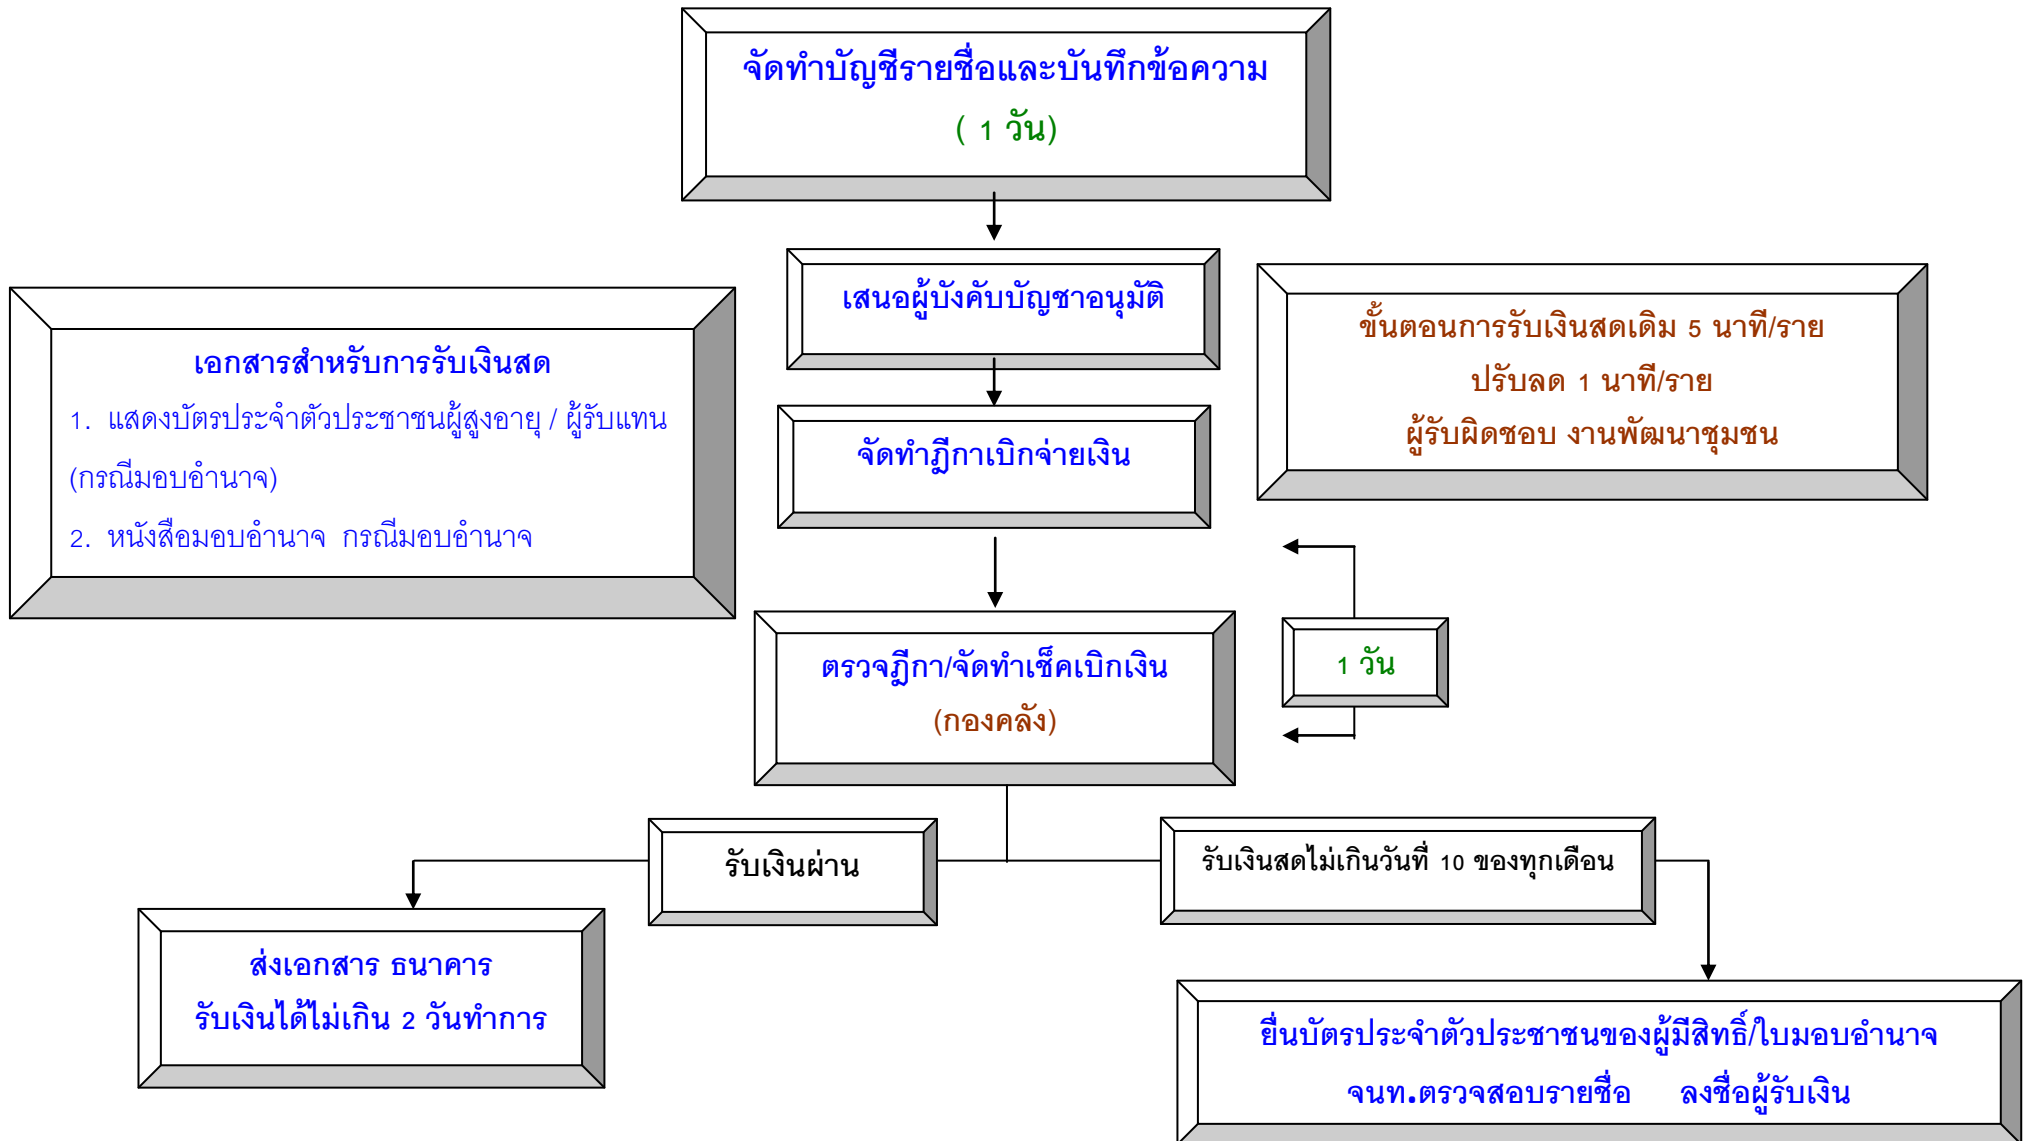 จัดทำบัญชีรายชื่อและบันทึกข้อความ
( 1 วัน)
เสนอผู้บังคับบัญชาอนุมัติ
เอกสารสำหรับการรับเงินสด
1. แสดงบัตรประจำตัวประชาชนผู้สูงอายุ / ผู้รับแทน
(กรณีมอบอำนาจ)
2. หนังสือมอบอำนาจ กรณีมอบอำนาจ
ขั้นตอนการรับเงินสดเดิม 5 นาที/ราย
ปรับลด 1 นาที/ราย
ผู้รับผิดชอบ งานพัฒนาชุมชน
จัดทำฎีกาเบิกจ่ายเงิน
ตรวจฎีกา/จัดทำเช็คเบิกเงิน
(กองคลัง)
1 วัน
รับเงินผ่าน
รับเงินสดไม่เกินวันที่ 10 ของทุกเดือน
ส่งเอกสาร ธนาคาร
รับเงินได้ไม่เกิน 2 วันทำการ
ยื่นบัตรประจำตัวประชาชนของผู้มีสิทธิ์/ใบมอบอำนาจ
จนท.ตรวจสอบรายชื่อ ลงชื่อผู้รับเงิน